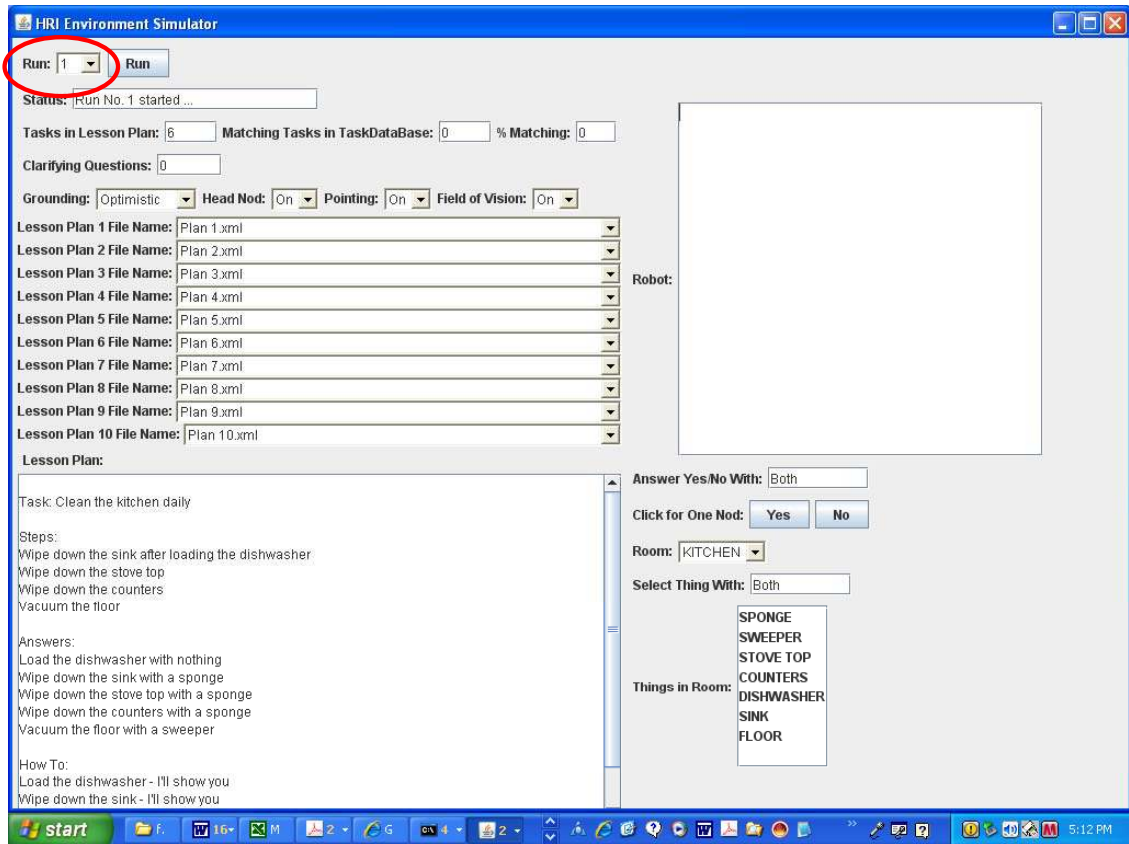 HRI Environment Simulator
Run: 1 Run
Status: Run No. 1 started ...
Tasks in Lesson Plan: 6 Matching Tasks in TaskDataBase: 0 % Matching: 0
Clarifying Questions: 0
Grounding: Optimistic Head Nod: On Pointing: On Field of Vision: On
Lesson Plan 1 File Name: Plan 1.xml
Lesson Plan 2 File Name: Plan 2.xml
Lesson Plan 3 File Name: Plan 3.xml
Lesson Plan 4 File Name: Plan 4.xml
Lesson Plan 5 File Name: Plan 5.xml
Lesson Plan 6 File Name: Plan 6.xml
Lesson Plan 7 File Name: Plan 7.xml
Lesson Plan 8 File Name: Plan 8.xml
Lesson Plan 9 File Name: Plan 9.xml
Lesson Plan 10 File Name: Plan 10.xml
Lesson Plan:
Task: Clean the kitchen daily
Steps:
Wipe down the sink after loading the dishwasher
Wipe down the stove top
Wipe down the counters
Vacuum the floor
Answers:
Load the dishwasher with nothing
Wipe down the sink with a sponge
Wipe down the stove top with a sponge
Wipe down the counters with a sponge
Vacuum the floor with a sweeper
How To:
Load the dishwasher - I'll show you
Wipe down the sink - I'll show you
Robot:
Answer Yes/No With: Both
Click for One Nod: Yes No
Room: KITCHEN
Select Thing With: Both
Things in Room:
SPONGE
SWEEPER
STOVE TOP
COUNTERS
DISHWASHER
SINK
FLOOR
start F. 16 M 2 G 4 2 5:12 PM